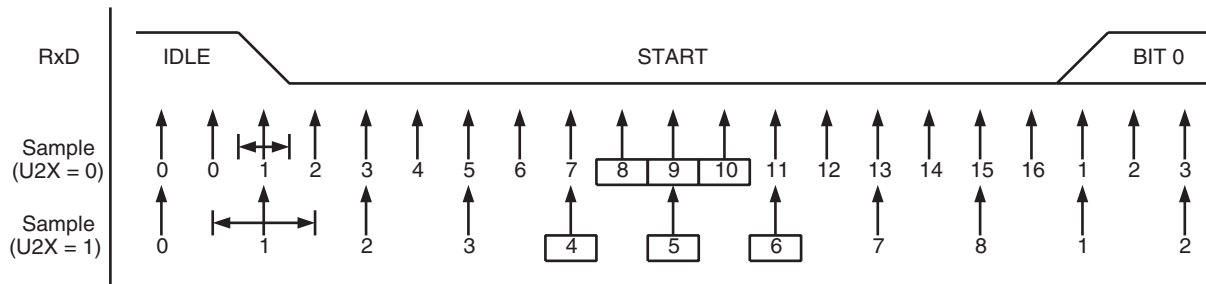 RxD IDLE START BIT 0
Sample
(U2X = 0)
0 0 1 2 3 4 5 6 7 8 9 10 11 12 13 14 15 16 1 2 3
Sample
(U2X = 1)
0 1 2 3 4 5 6 7 8 1 2